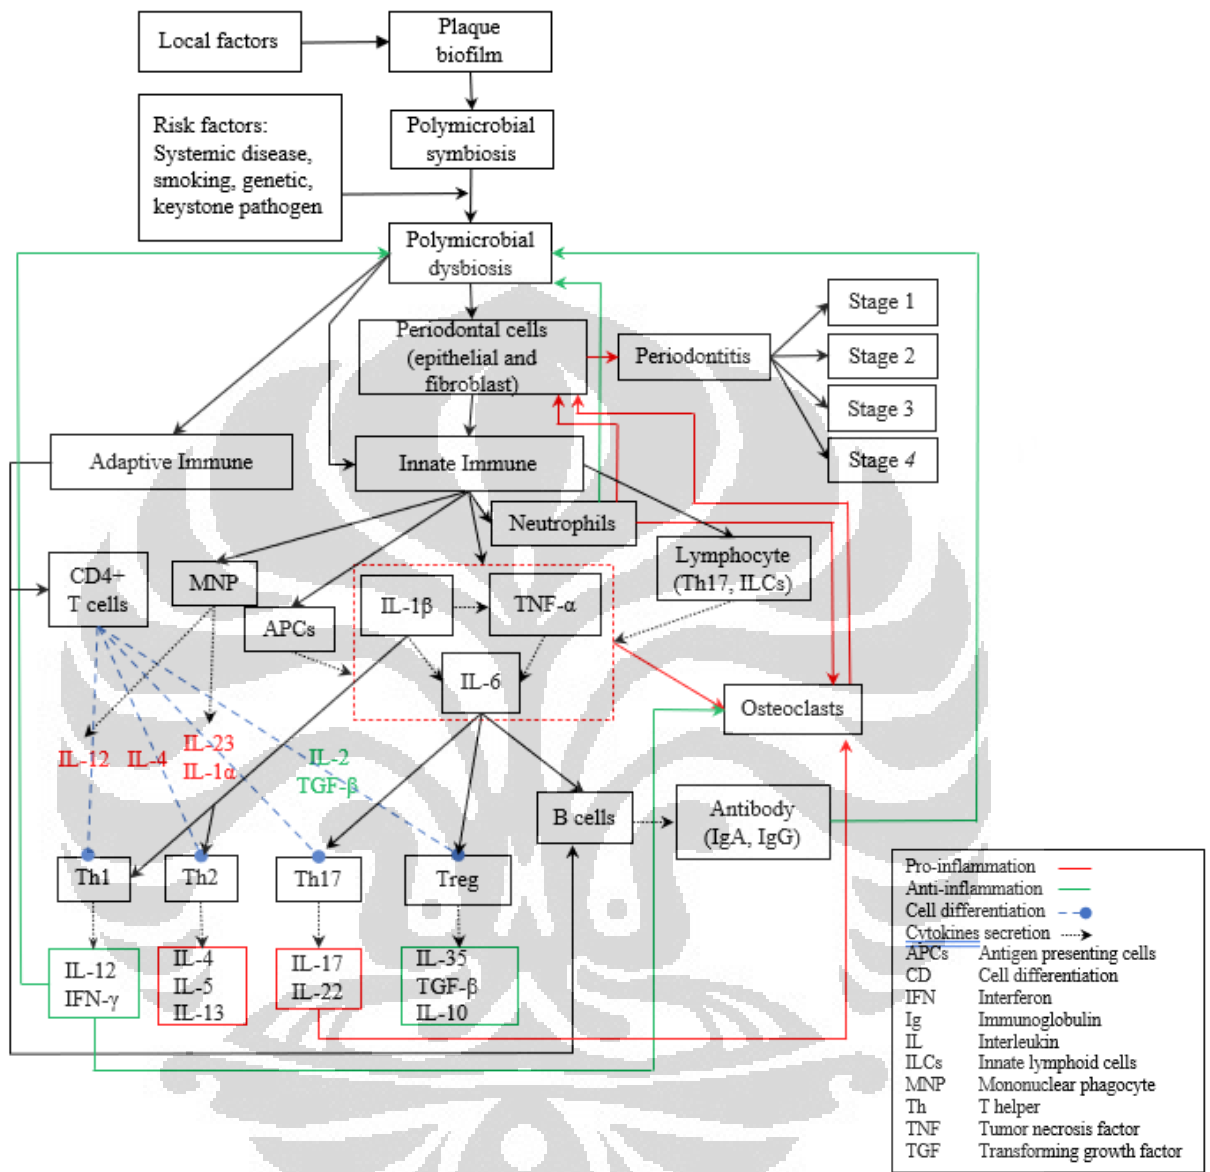 Local factors
Plaque
biofilm
Risk factors:
Systemic disease,
smoking, genetic,
keystone pathogen
Polymicrobial
symbiosis
Polymicrobial
dysbiosis
Periodontal cells
(epithelial and
fibroblast)
Periodontitis
Stage 1
Stage 2
Stage 3
Stage 4
Adaptive Immune
Innate Immune
Neutrophils
Lymphocyte
(Th17, ILCs)
CD4+
T cells
MNP
APCs
IL-1β
TNF-α
IL-6
Osteoclasts
IL-12
IL-4
IL-23
IL-1α
IL-2
TGF-β
B cells
Antibody
(IgA, IgG)
Th1
Th2
Th17
Treg
IL-12
IFN-γ
IL-4
IL-5
IL-13
IL-17
IL-22
IL-35
TGF-β
IL-10
Pro-inflammation
Anti-inflammation
Cell differentiation
Cytokines secretion
APCs Antigen presenting cells
CD Cell differentiation
IFN Interferon
Ig Immunoglobulin
IL Interleukin
ILCs Innate lymphoid cells
MNP Mononuclear phagocyte
Th T helper
TNF Tumor necrosis factor
TGF Transforming growth factor